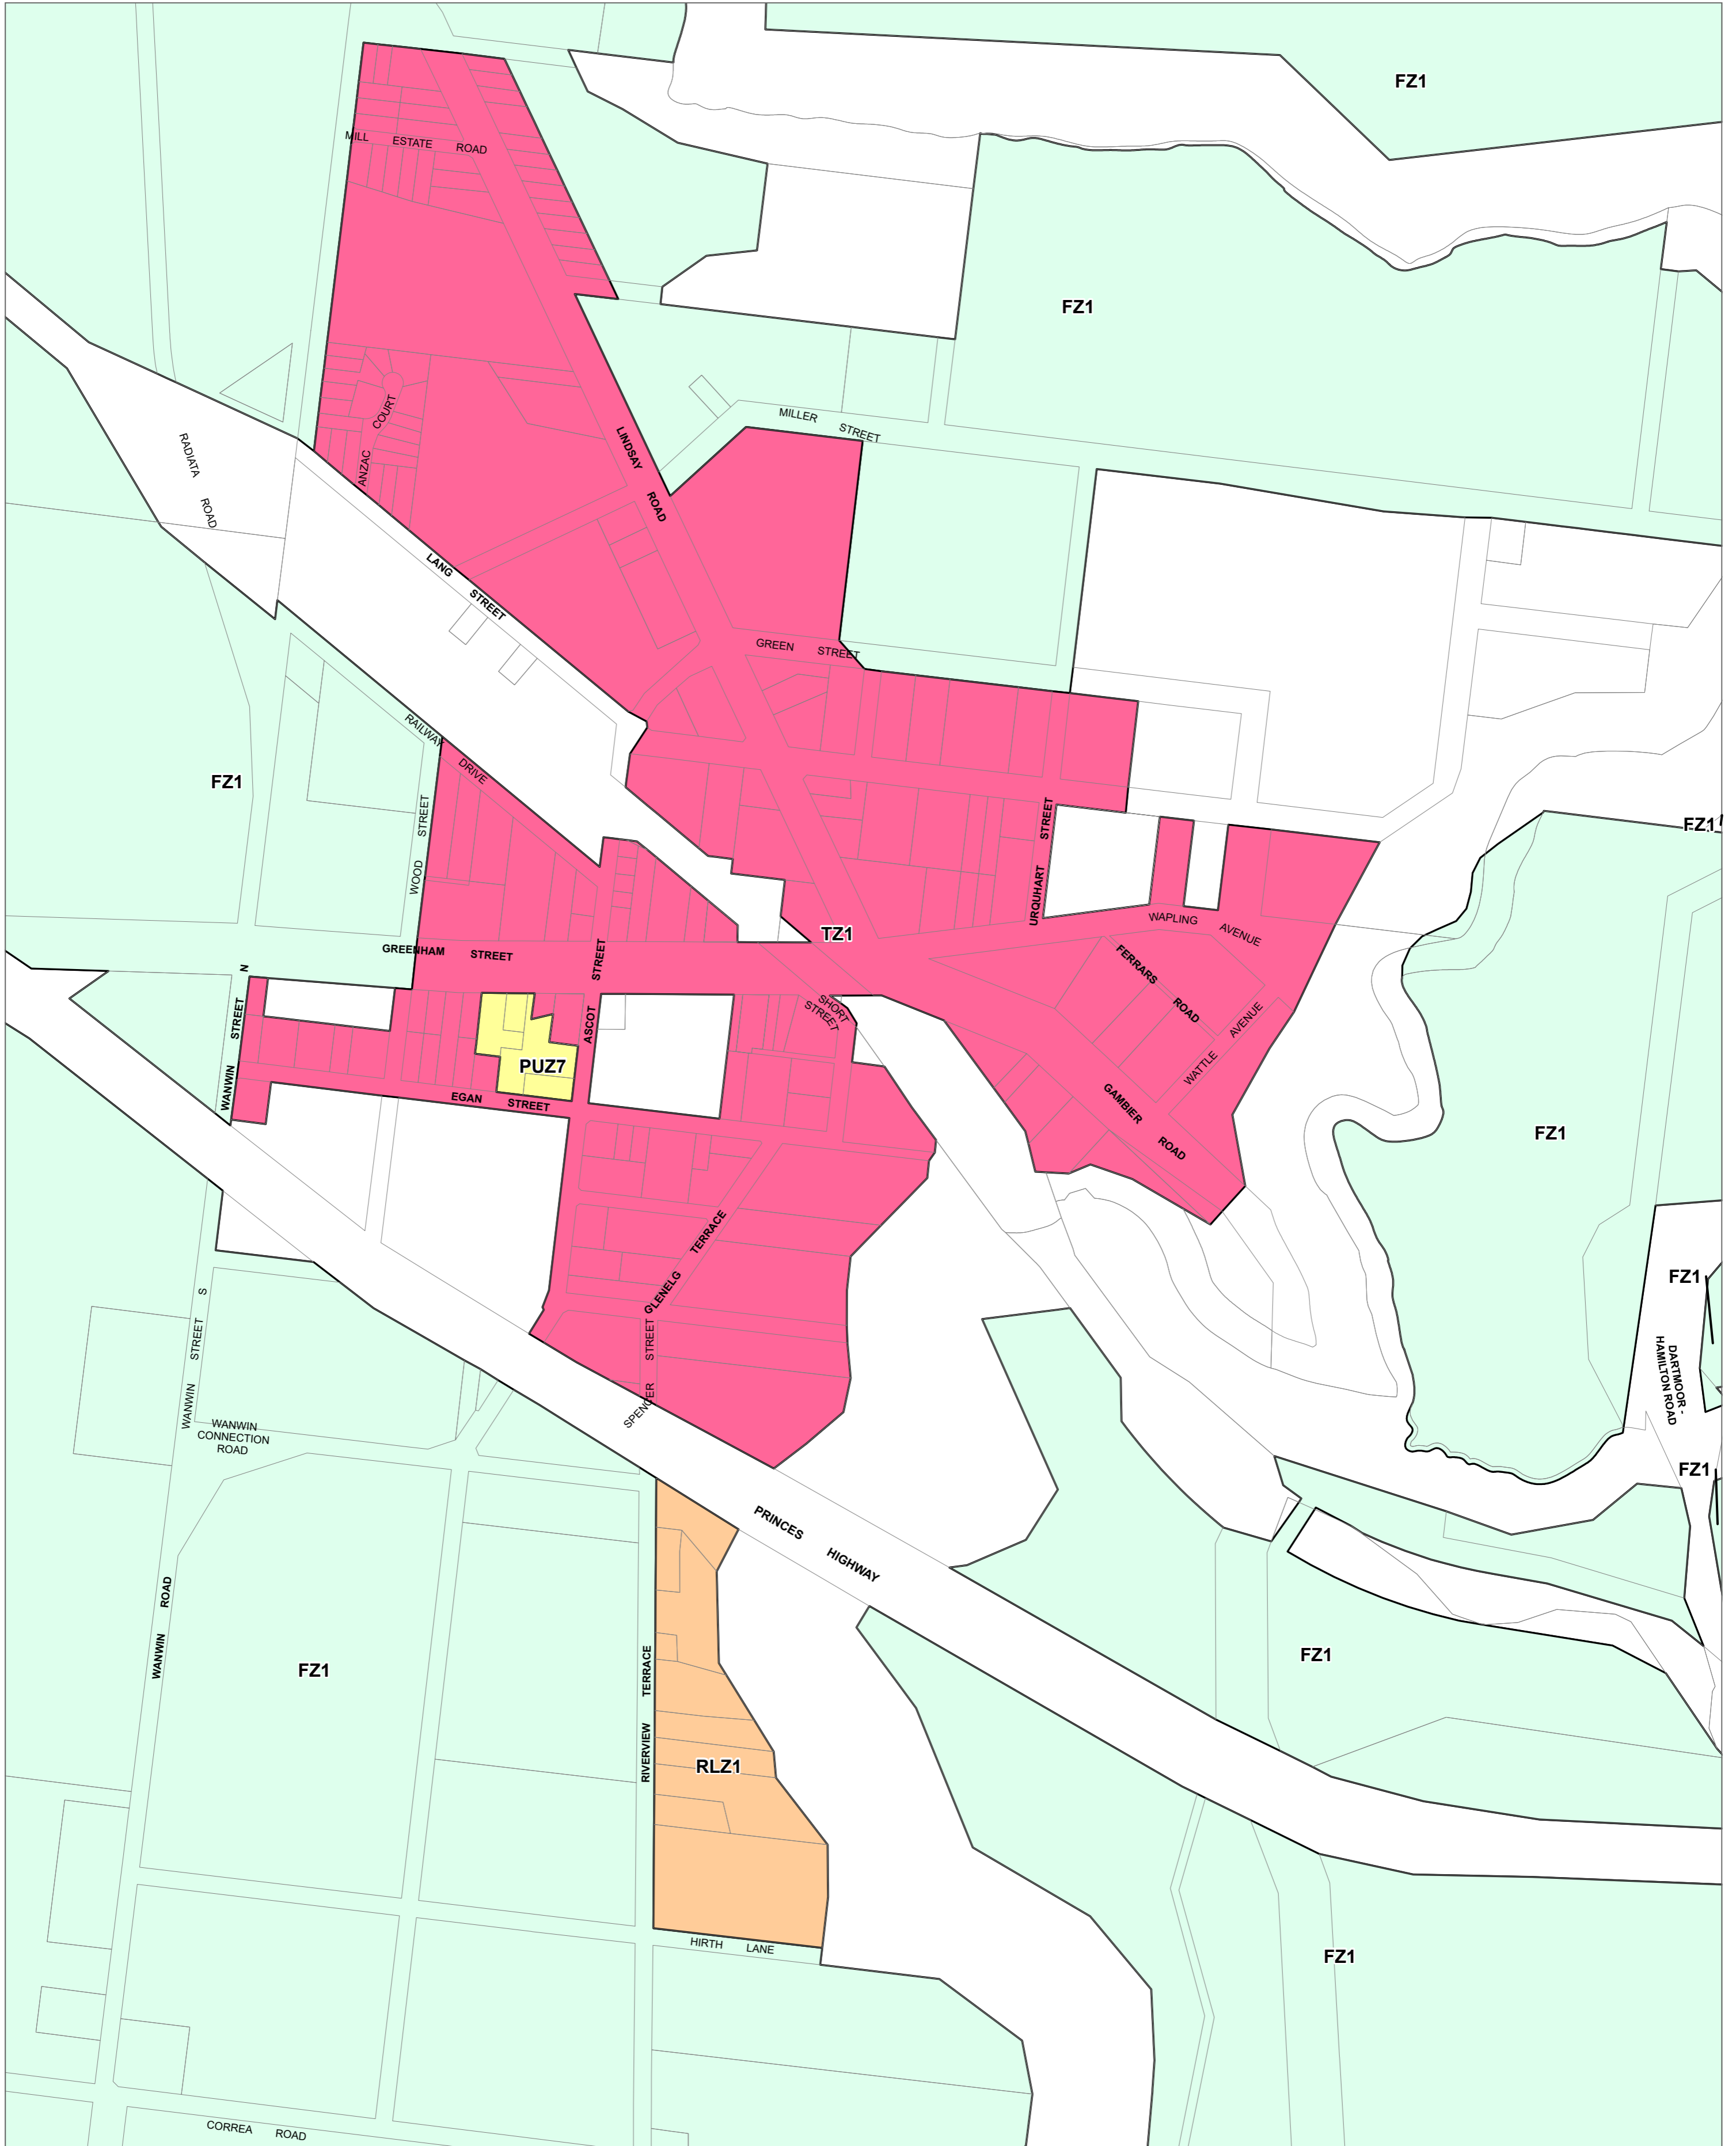 FZ1
MILL ESTATE ROAD
FZ1
COURT
ANZAC
MILLER STREET
LINDSAY ROAD
RADIATA ROAD
LANG STREET
GREEN STREET
RAILWAY DRIVE
FZ1
WOOD STREET
URQUHART STREET
FZ1
WAPLING AVENUE
TZ1
GREENHAM STREET
ASCOT STREET
FERRARS ROAD
WANWIN STREET N
SHORT STREET
WATTLE AVENUE
PUZ7
EGAN STREET
GAMBIER ROAD
FZ1
GLENELG TERRACE
FZ1
WANWIN STREET S
SPENCER STREET
DARTMOOR -
HAMILTON ROAD
WANWIN
CONNECTION
ROAD
FZ1
PRINCES HIGHWAY
WANWIN ROAD
FZ1
FZ1
RIVERVIEW TERRACE
RLZ1
HIRTH LANE
FZ1
CORREA ROAD